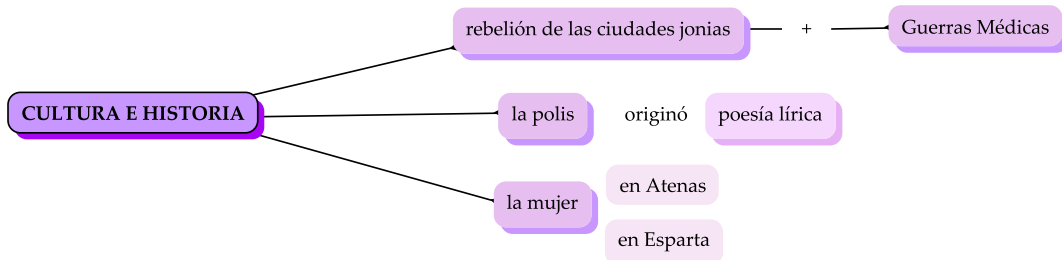 rebelión de las ciudades jonias + Guerras Médicas
CULTURA E HISTORIA
la polis originó poesía lírica
la mujer
en Atenas
en Esparta